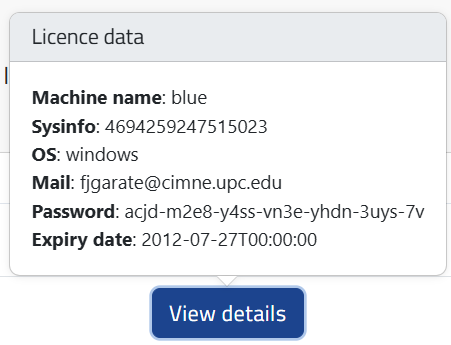 Licence data
Machine name: blue
Sysinfo: 4694259247515023
OS: windows
Mail: fjgarate@cimne.upc.edu
Password: acjd-m2e8-y4ss-vn3e-yhdn-3uys-7v
Expiry date: 2012-07-27T00:00:00
View details